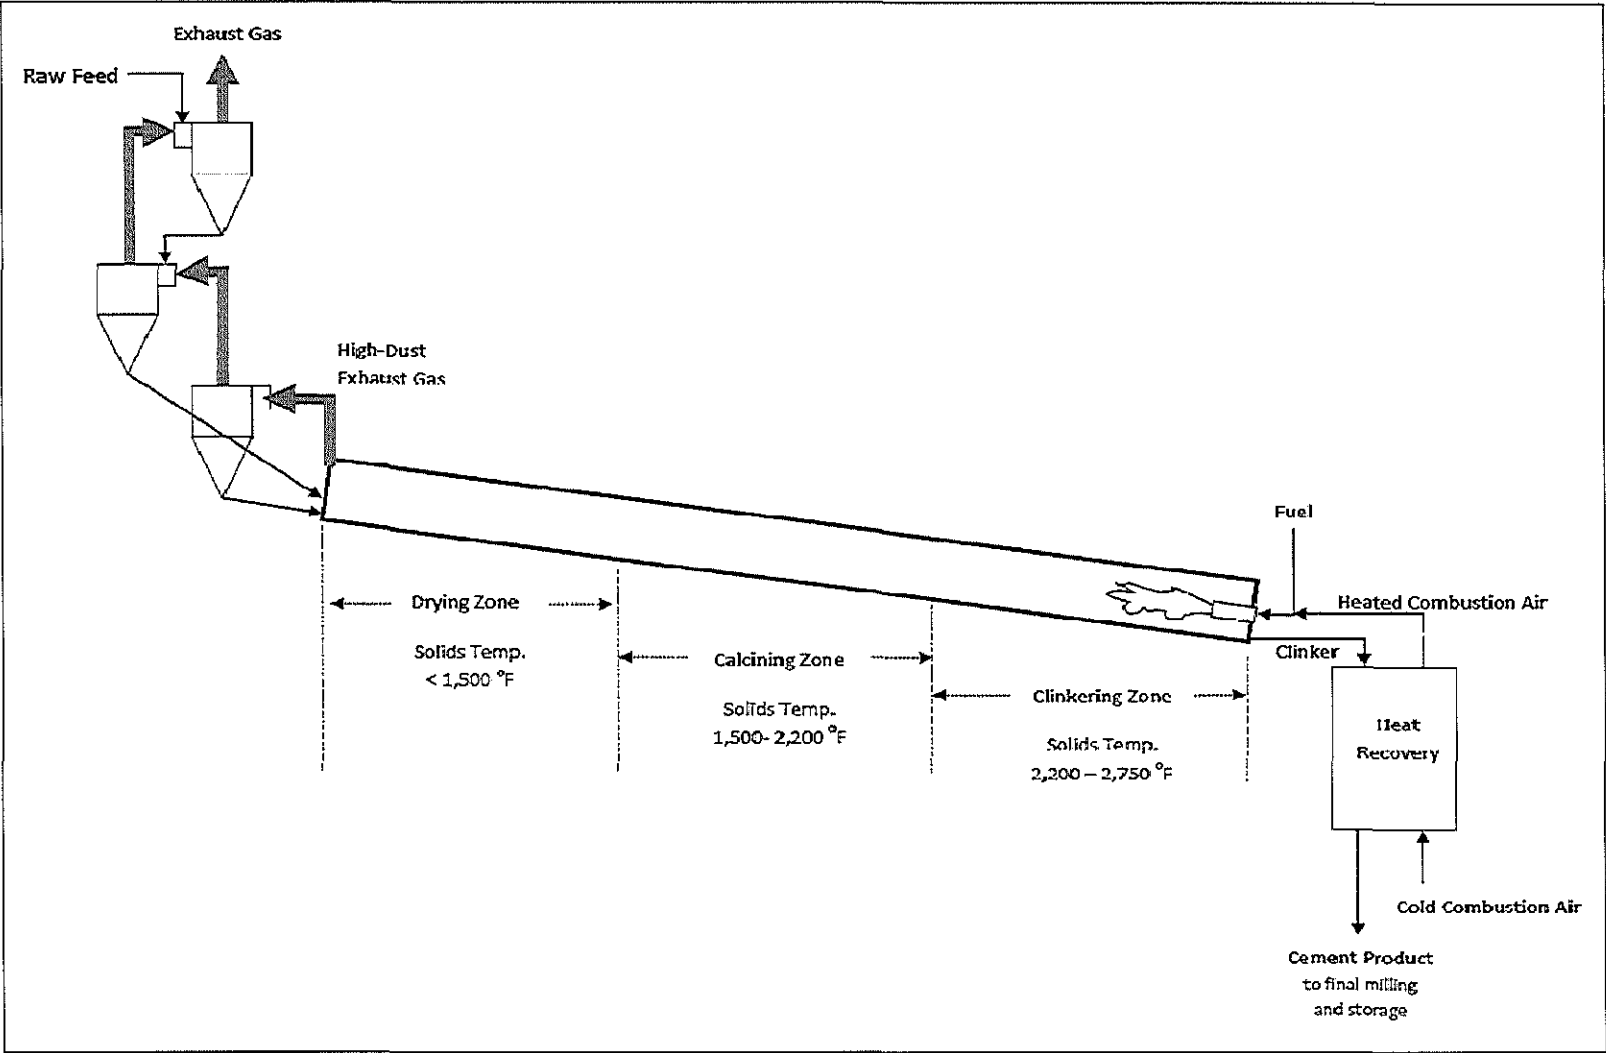 Exhaust Gas
Raw Feed
High-Dust
Exhaust Gas
Fuel
Heated Combustion Air
Drying Zone
Solids Temp.
< 1,500 °F
Calcining Zone
Solids Temp.
1,500- 2,200 °F
Clinkering Zone
Solids Temp.
2,200 – 2,750 °F
Clinker
Heat
Recovery
Cold Combustion Air
Cement Product
to final milling
and storage